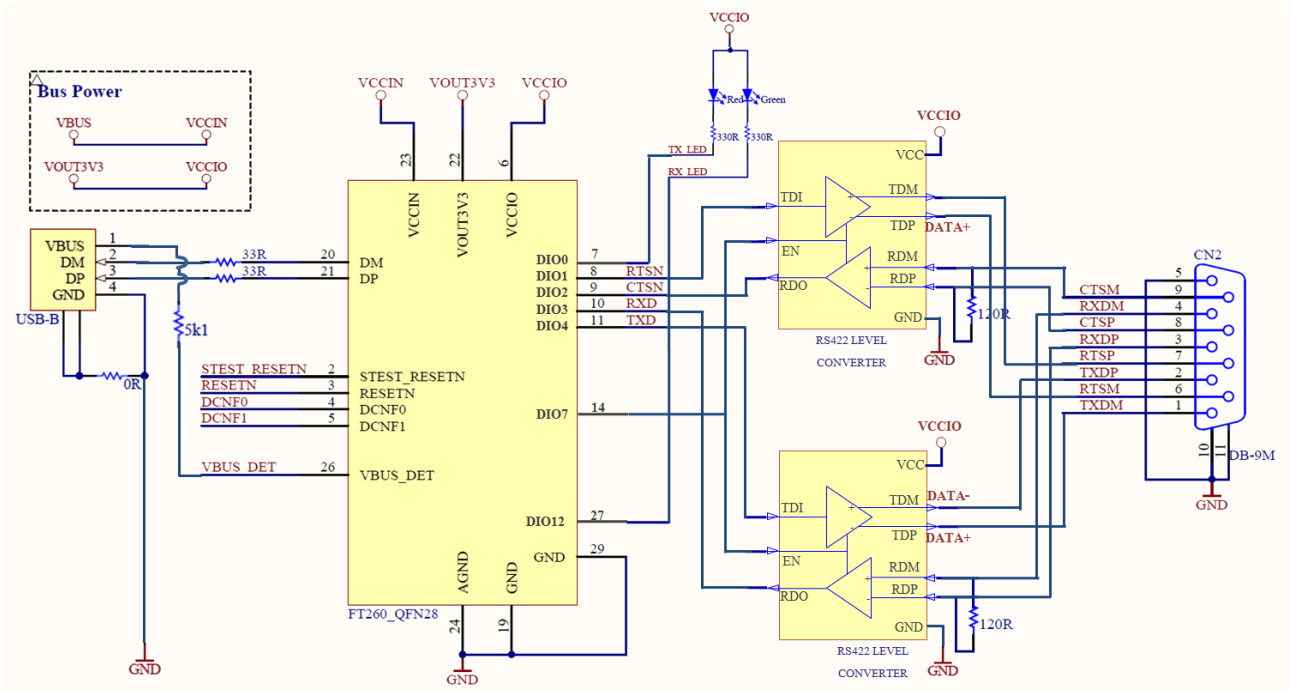 VCCIO
Bus Power
VBUS VCCIN
VOUT3V3 VCCIO
VCCIN VOUT3V3 VCCIO
23 22 6
VCCIN VOUT3V3 VCCIO
Red Green
330R 330R
TX_LED
RX_LED
VBUS 1
DM 2
DP 3
GND 4
USB-B
33R
33R
5k1
0R
GND
20 DM
21 DP
STEST_RESETN 2 STEST_RESETN
RESETN 3 RESETN
DCNF0 4 DCNF0
DCNF1 5 DCNF1
VBUS_DET 26 VBUS_DET
DIO0 7
DIO1 8 RTSN
DIO2 9 CTSN
DIO3 10 RXD
DIO4 11 TXD
DIO7 14
DIO12 27
GND 29
AGND GND
24 19
FT260_QFN28
GND
VCCIO
VCC
TDI
TDM
+
-
TDP DATA+
EN
RDM
+
RDP
-
RDO
120R
GND
GND
RS422 LEVEL
CONVERTER
VCCIO
VCC
TDI
TDM DATA-
+
-
TDP DATA+
EN
RDM
+
RDP
-
RDO
120R
GND
GND
RS422 LEVEL
CONVERTER
CN2
5
CTSM 9
RXDM 4
CTSP 8
RXDP 3
RTSP 7
TXDP 2
RTSM 6
TXDM 1
10 11
DB-9M
GND